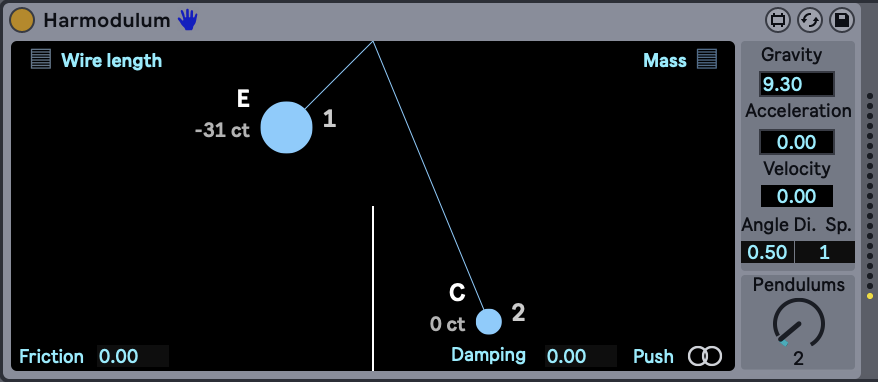 Harmodulum
Wire length
Mass
E
-31 ct
1
C
0 ct
2
Friction 0.00
Damping 0.00
Push
Gravity
9.30
Acceleration
0.00
Velocity
0.00
Angle Di. Sp.
0.50 1
Pendulums
2